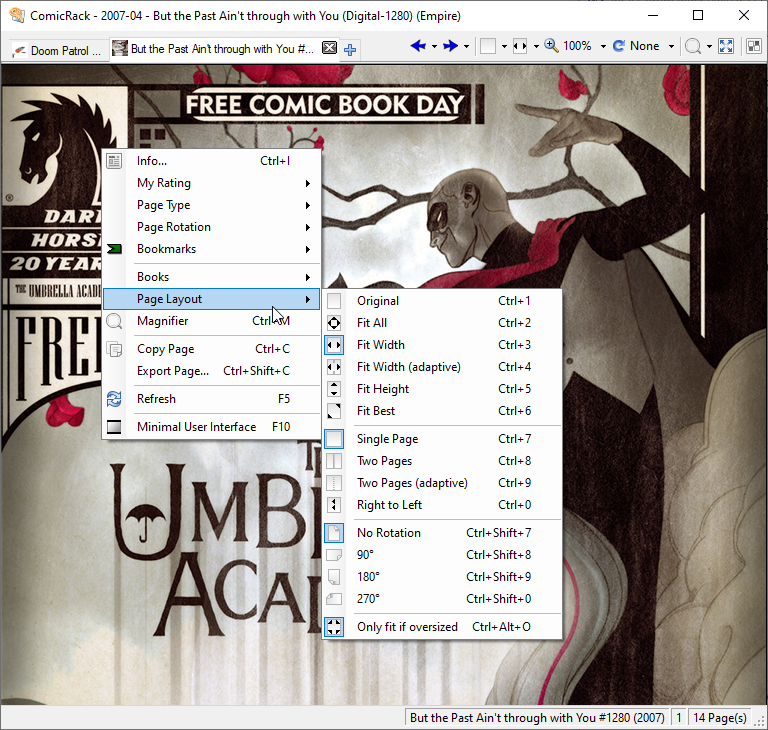 ComicRack - 2007-04 - But the Past Ain't through with You (Digital-1280) (Empire)
Doom Patrol ...
But the Past Ain't through with You #...
100%
None
FREE COMIC BOOK DAY
®
HORS
20 YEAR
THE UMBRELLA ACADE
FREE
Info... Ctrl+I
My Rating
Page Type
Page Rotation
Bookmarks
Books
Page Layout
Magnifier Ctrl+M
Copy Page Ctrl+C
Export Page... Ctrl+Shift+C
Refresh F5
Minimal User Interface F10
Original Ctrl+1
Fit All Ctrl+2
Fit Width Ctrl+3
Fit Width (adaptive) Ctrl+4
Fit Height Ctrl+5
Fit Best Ctrl+6
Single Page Ctrl+7
Two Pages Ctrl+8
Two Pages (adaptive) Ctrl+9
Right to Left Ctrl+0
No Rotation Ctrl+Shift+7
90° Ctrl+Shift+8
180° Ctrl+Shift+9
270° Ctrl+Shift+0
Only fit if oversized Ctrl+Alt+O
UMB
ACA
But the Past Ain't through with You #1280 (2007) 1 14 Page(s)